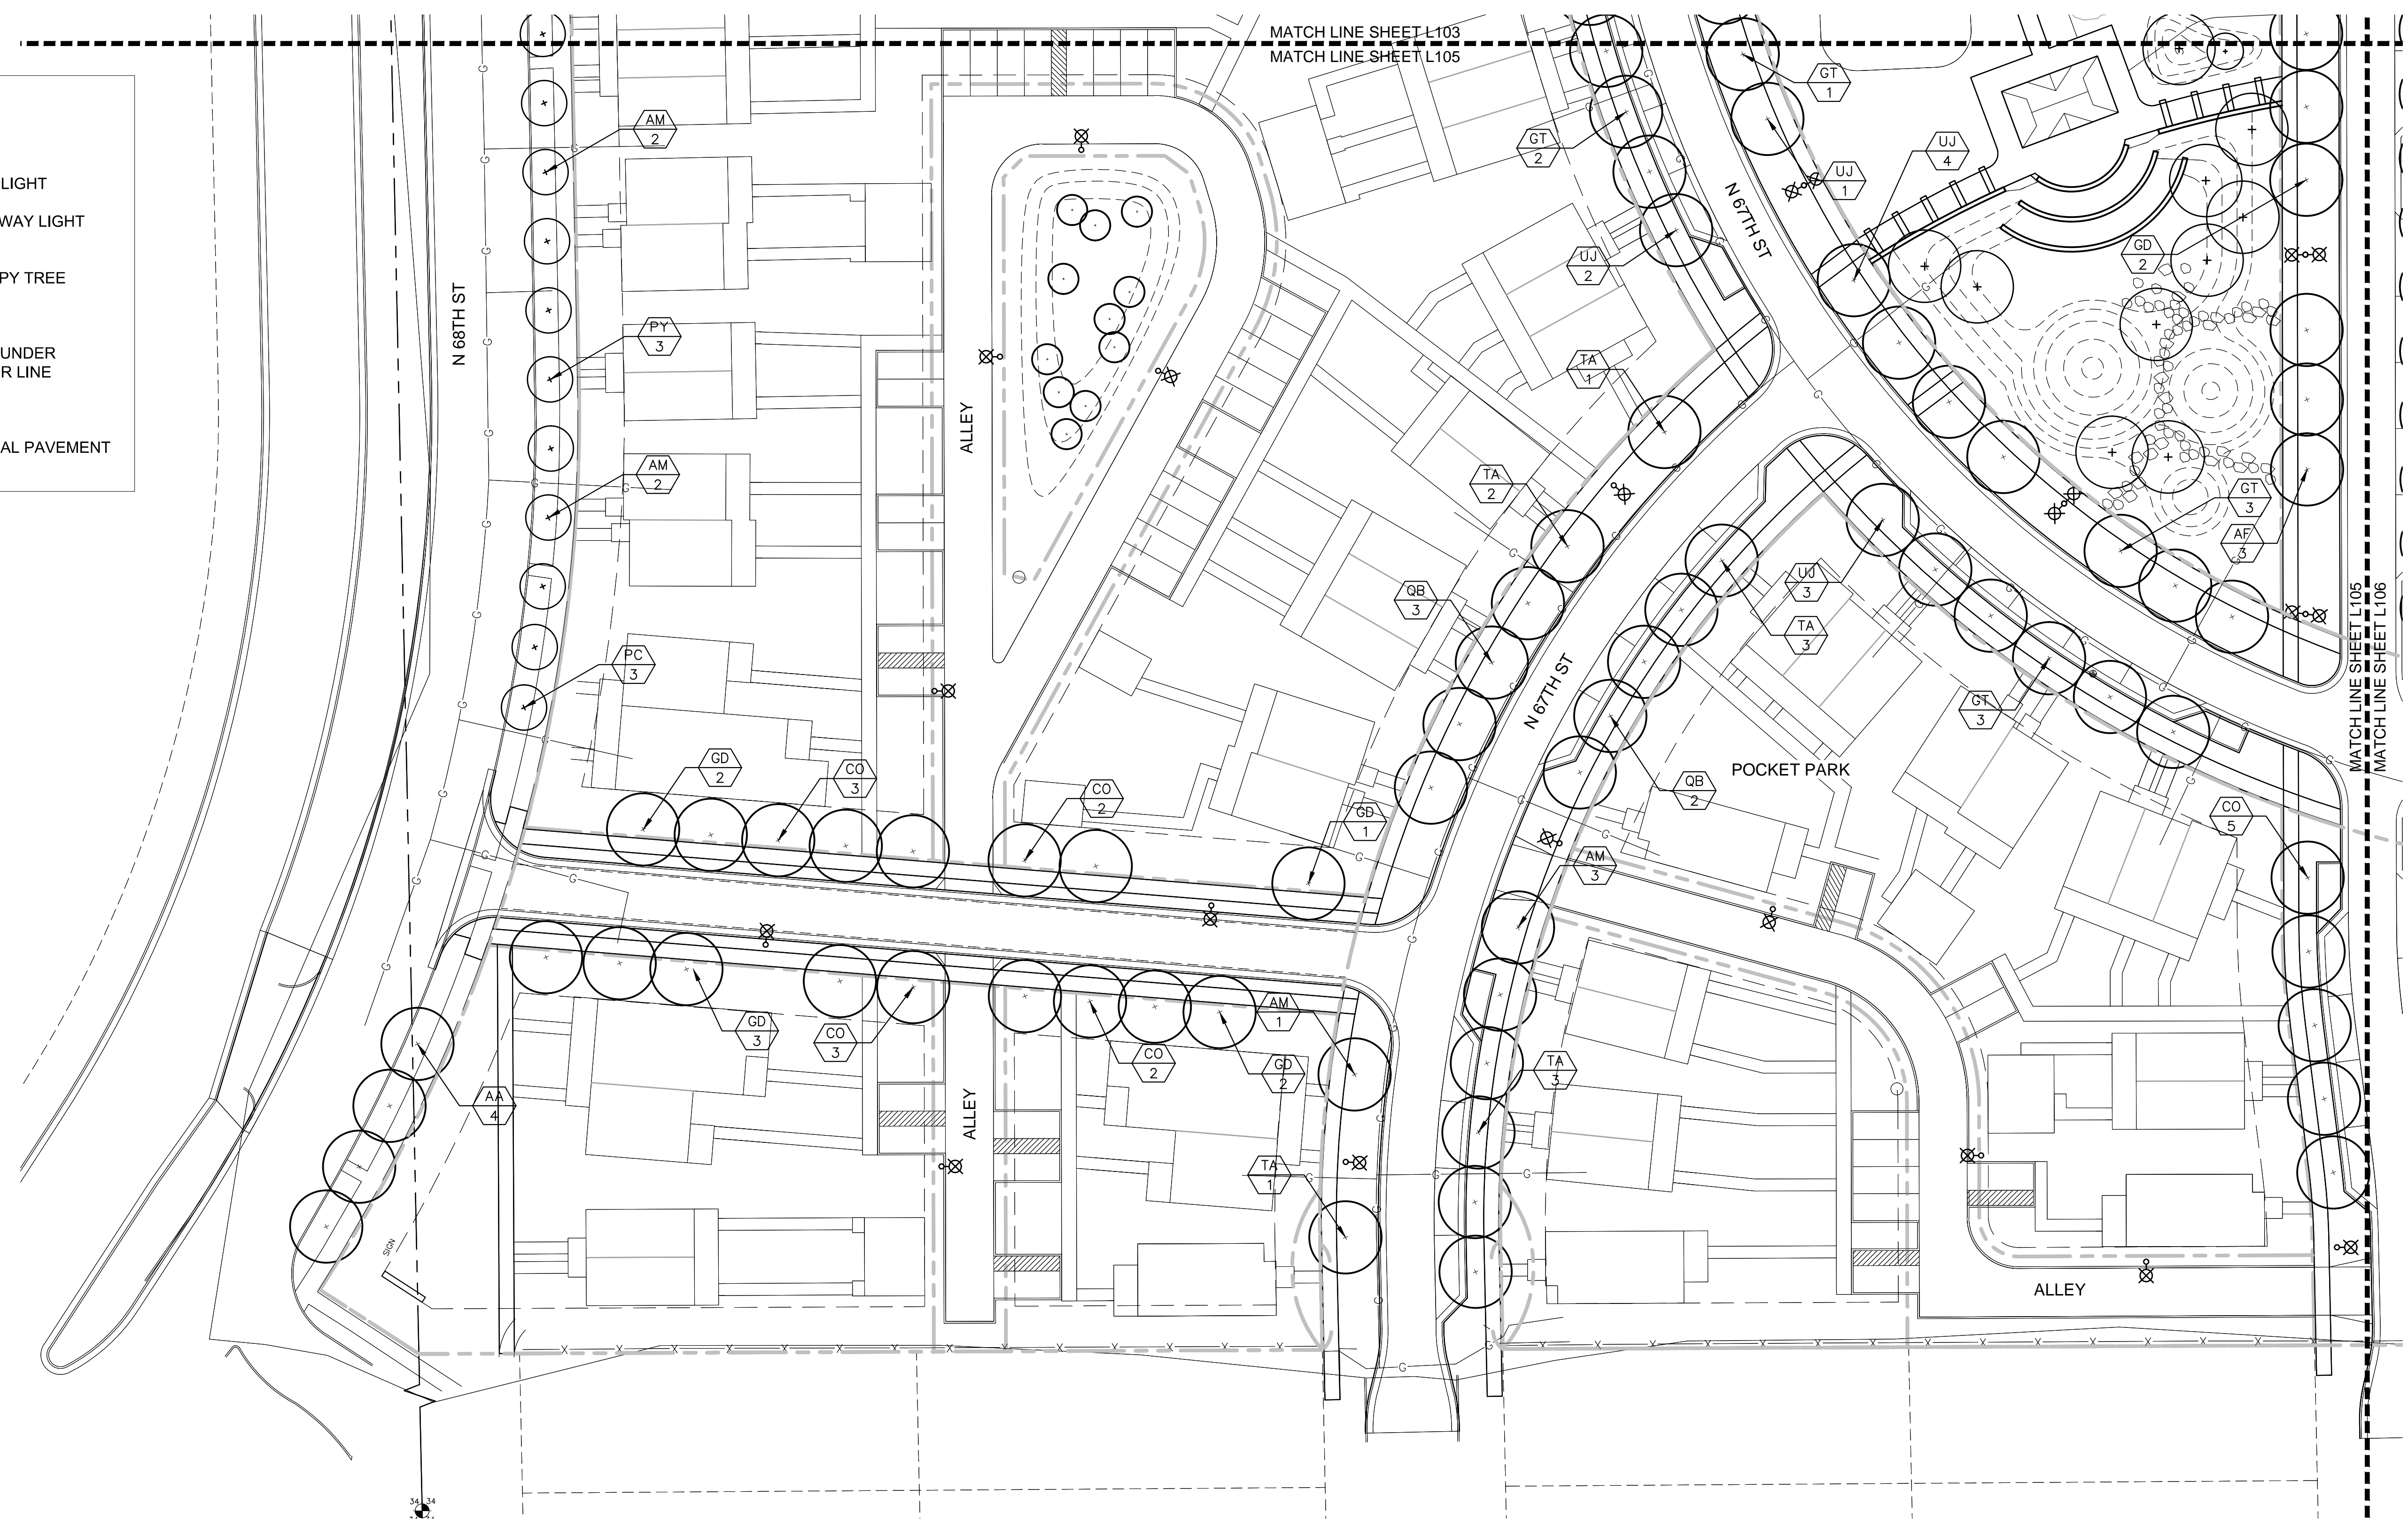 MATCH LINE SHEET L103
MATCH LINE SHEET L105
LIGHT
WAY LIGHT
PY TREE
UNDER
R LINE
AL PAVEMENT
N 68TH ST
AM
2
PY
3
AM
2
PC
3
ALLEY
GT
1
GT
2
UJ
1
UJ
4
UJ
2
GD
2
N 67TH ST
TA
1
TA
2
QB
3
UJ
3
TA
3
GT
3
AF
3
GT
3
N 67TH ST
POCKET PARK
QB
2
CO
5
MATCH LINE SHEET L105
MATCH LINE SHEET L106
GD
2
CO
3
CO
2
GD
1
AM
3
GD
3
CO
3
CO
2
GD
2
AM
1
TA
3
AA
4
ALLEY
TA
1
SIGN
ALLEY
34 34